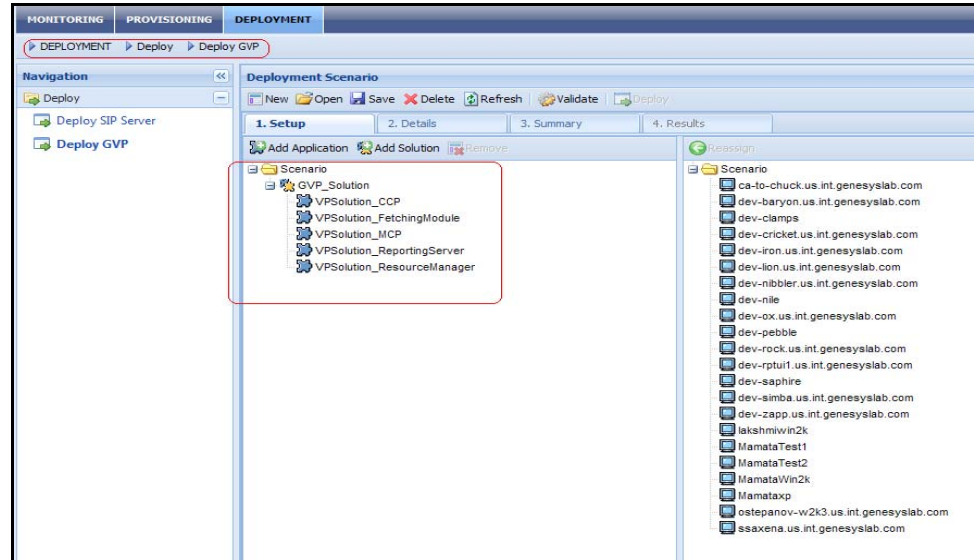 MONITORING PROVISIONING DEPLOYMENT
DEPLOYMENT Deploy Deploy GVP
Navigation
Deploy
Deploy SIP Server
Deploy GVP
Deployment Scenario
New Open Save Delete Refresh Validate Deploy
1. Setup 2. Details 3. Summary 4. Results
Add Application Add Solution Remove
Scenario
GVP_Solution
VPSolution_CCP
VPSolution_FetchingModule
VPSolution_MCP
VPSolution_ReportingServer
VPSolution_ResourceManager
Reassign
Scenario
ca-to-chuck.us.int.genesyslab.com
dev-baryon.us.int.genesyslab.com
dev-clamps
dev-cricket.us.int.genesyslab.com
dev-iron.us.int.genesyslab.com
dev-lion.us.int.genesyslab.com
dev-nibbler.us.int.genesyslab.com
dev-nile
dev-ox.us.int.genesyslab.com
dev-pebble
dev-rock.us.int.genesyslab.com
dev-rptui1.us.int.genesyslab.com
dev-saphire
dev-simba.us.int.genesyslab.com
dev-zapp.us.int.genesyslab.com
lakshmiwin2k
MamataTest1
MamataTest2
MamataWin2k
Mamataxp
ostepanov-w2k3.us.int.genesyslab.com
ssaxena.us.int.genesyslab.com